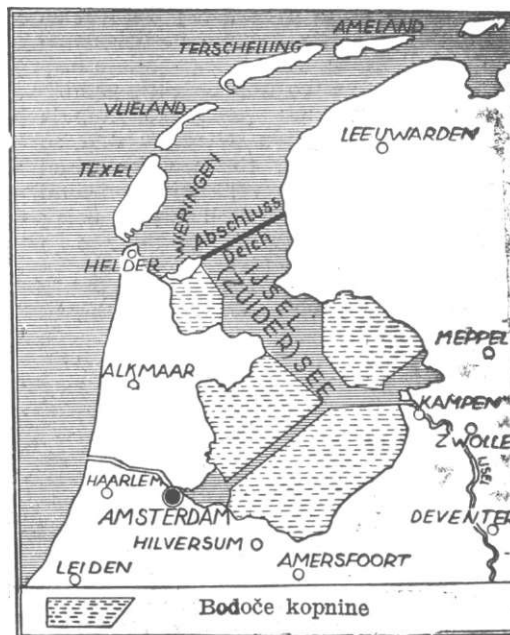 AMELAND
TERSCHELLING
VLIELAND
LEEUWARDEN
TEXEL
WIERINGEN
Abschluss
Deich
HELDER
IJSEL
(ZUIDER)SEE
MEPPEL
ALKMAAR
KAMPEN
ZWOLLE
IJSEL
HAARLEM
AMSTERDAM
DEVENTER
HILVERSUM
LEIDEN
AMERSFOORT
Bodoče kopnine